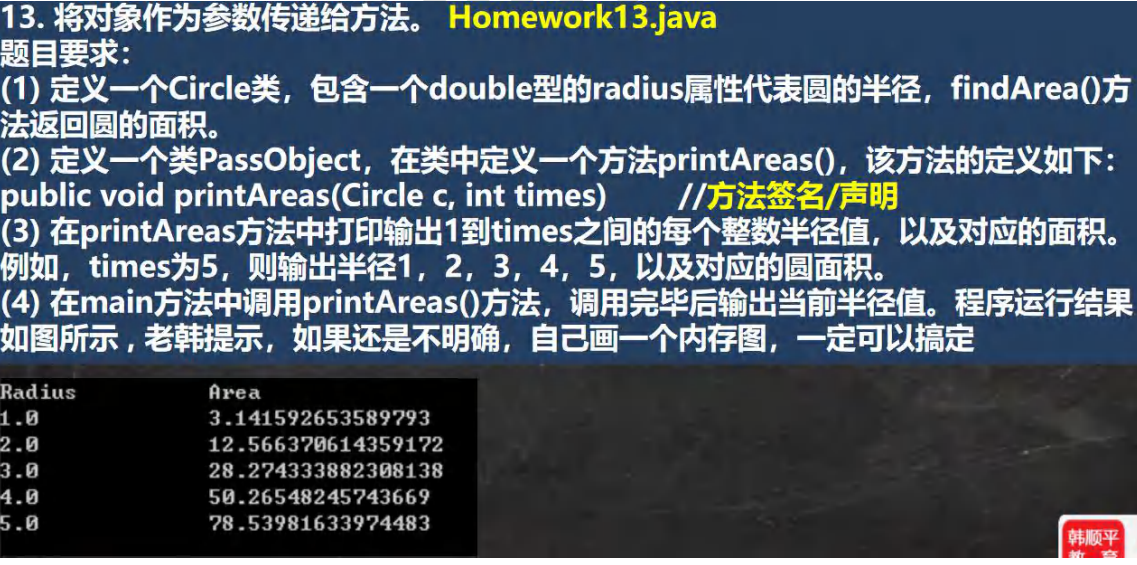 13. 将对象作为参数传递给方法。 Homework13.java
题目要求：
(1) 定义一个Circle类，包含一个double型的radius属性代表圆的半径，findArea()方
法返回圆的面积。
(2) 定义一个类PassObject，在类中定义一个方法printAreas()，该方法的定义如下：
public void printAreas(Circle c, int times) //方法签名/声明
(3) 在printAreas方法中打印输出1到times之间的每个整数半径值，以及对应的面积。
例如，times为5，则输出半径1，2，3，4，5，以及对应的圆面积。
(4) 在main方法中调用printAreas()方法，调用完毕后输出当前半径值。程序运行结果
如图所示 , 老韩提示，如果还是不明确，自己画一个内存图，一定可以搞定
Radius Area
1.0 3.141592653589793
2.0 12.566370614359172
3.0 28.274333882308138
4.0 50.26548245743669
5.0 78.53981633974483
韩顺平
教 育